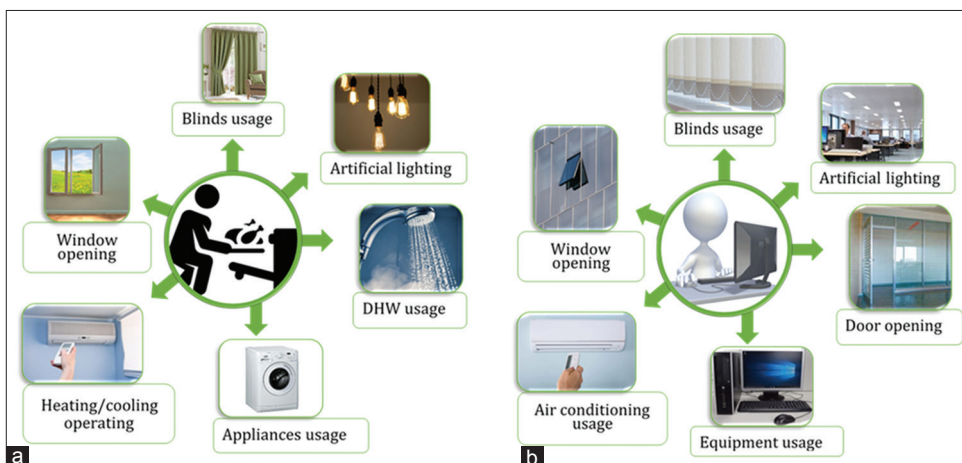 Blinds usage
Artificial lighting
Window
opening
DHW usage
Heating/cooling
operating
Appliances usage
a
Blinds usage
Artificial lighting
Window
opening
Door opening
Air conditioning
usage
Equipment usage
b